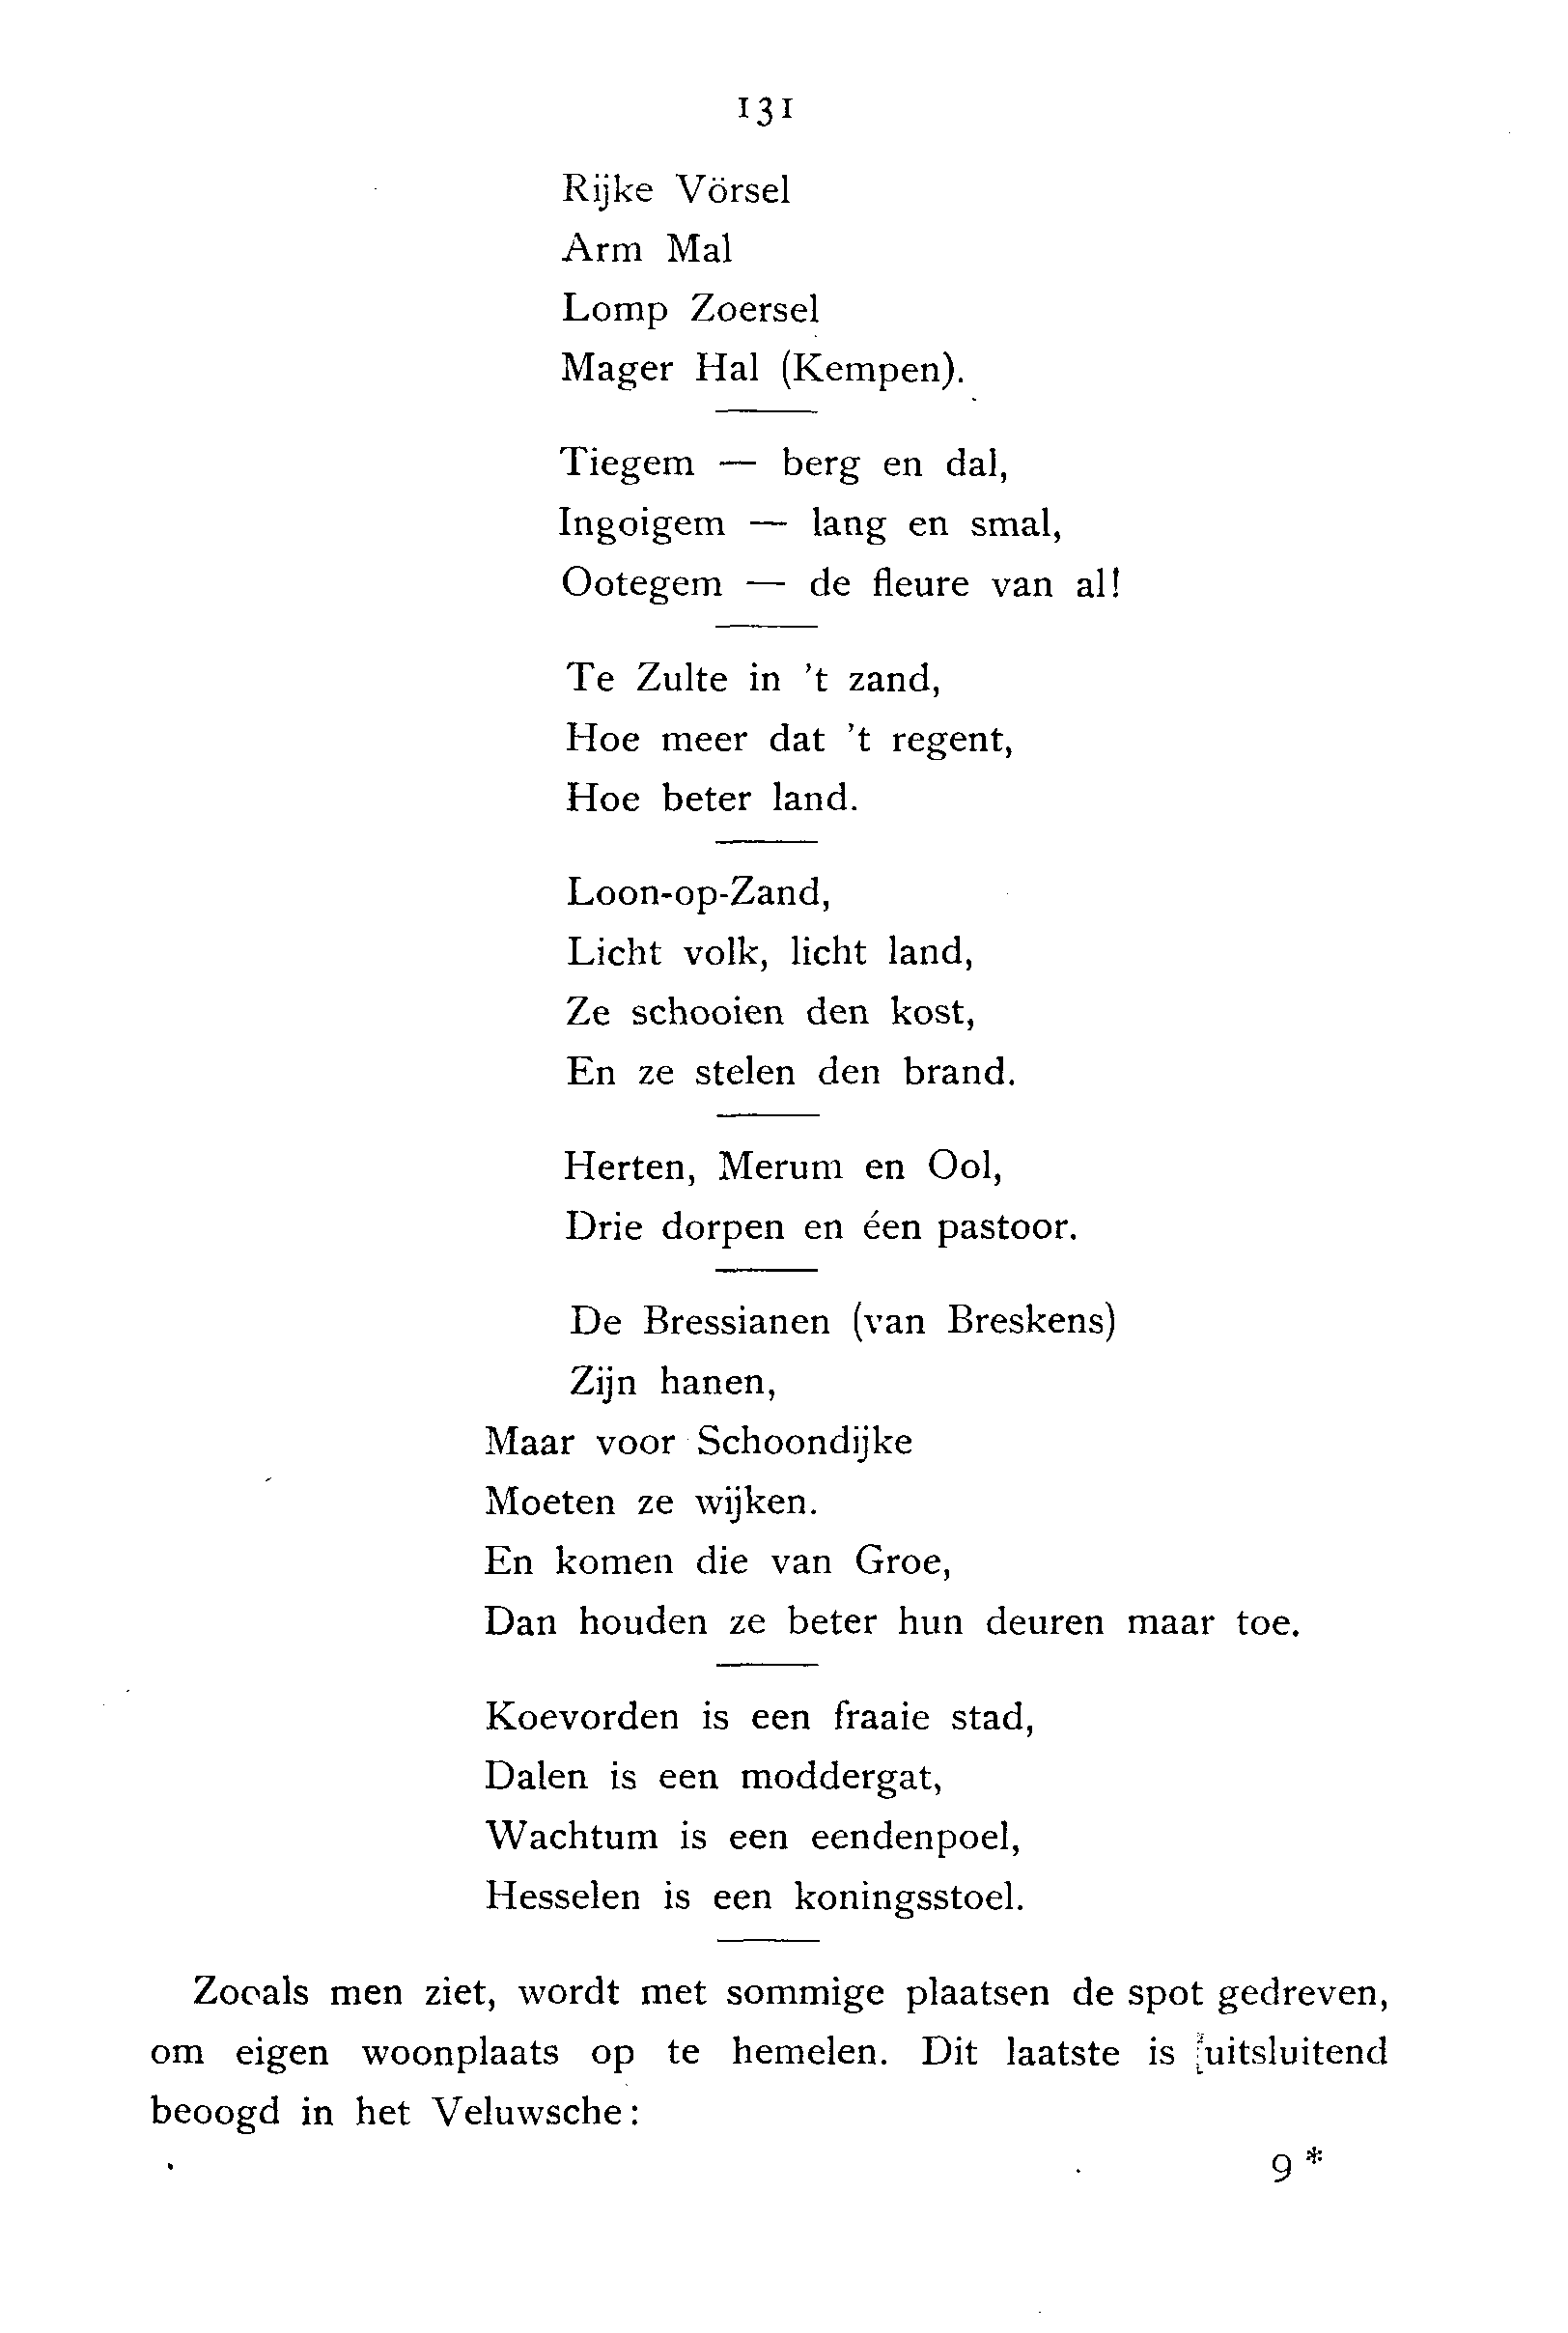 131
Rijke Vörsel
Arm Mal
Lomp Zoersel
Mager Hal (Kempen).
Tiegem — berg en dal,
Ingoigem — lang en smal,
Ootegem — de fleure van al!
Te Zulte in 't zand,
Hoe meer dat 't regent,
Hoe beter land.
Loon-op-Zand,
Licht volk, licht land,
Ze schooien den kost,
En ze stelen den brand.
Herten, Merum en Ool,
Drie dorpen en één pastoor.
De Bressianen (van Breskens)
Zijn hanen,
Maar voor Schoondijke
Moeten ze wijken.
En komen die van Groe,
Dan houden ze beter hun deuren maar toe.
Koevorden is een fraaie stad,
Dalen is een moddergat,
Wachtum is een eendenpoel,
Hesselen is een koningsstoel.
Zooals men ziet, wordt met sommige plaatsen de spot gedreven,
om eigen woonplaats op te hemelen. Dit laatste is uitsluitend
beoogd in het Veluwsche:
9*